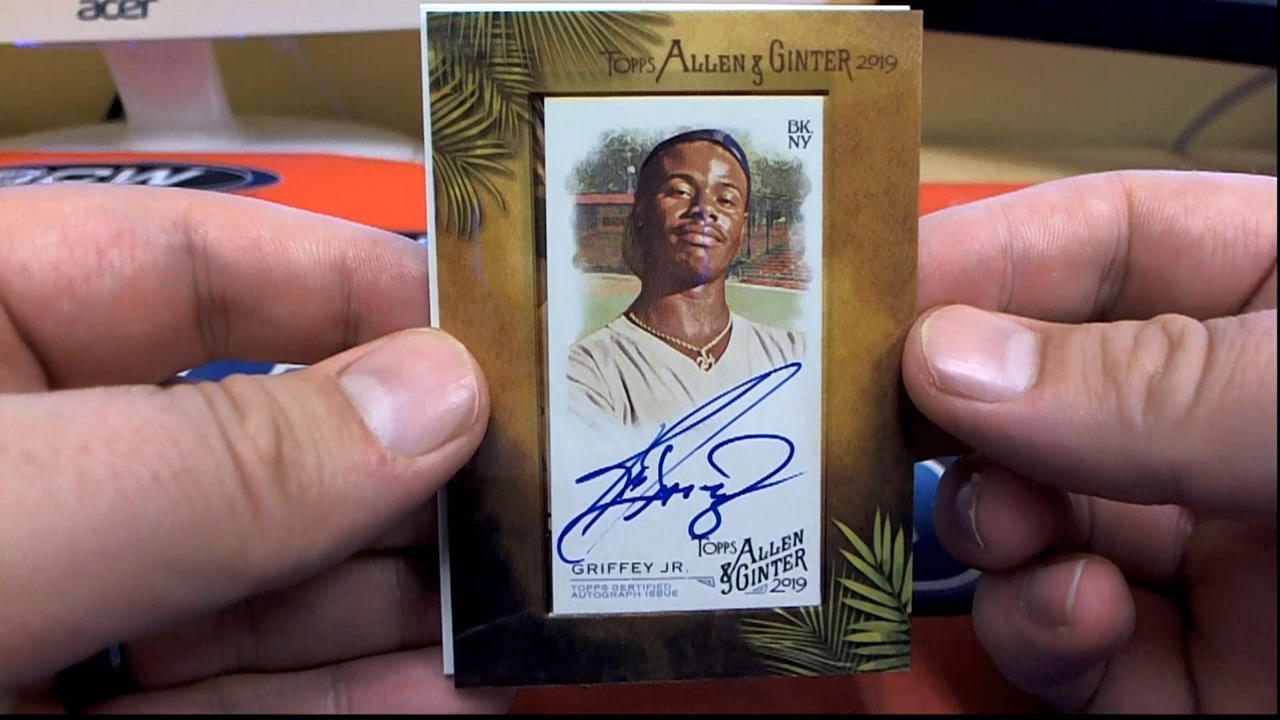 acer
TOPPS ALLEN & GINTER 2019
BK,
NY
TOPPS ALLEN
& GINTER
2019
GRIFFEY JR.
TOPPS CERTIFIED
AUTOGRAPH ISSUE